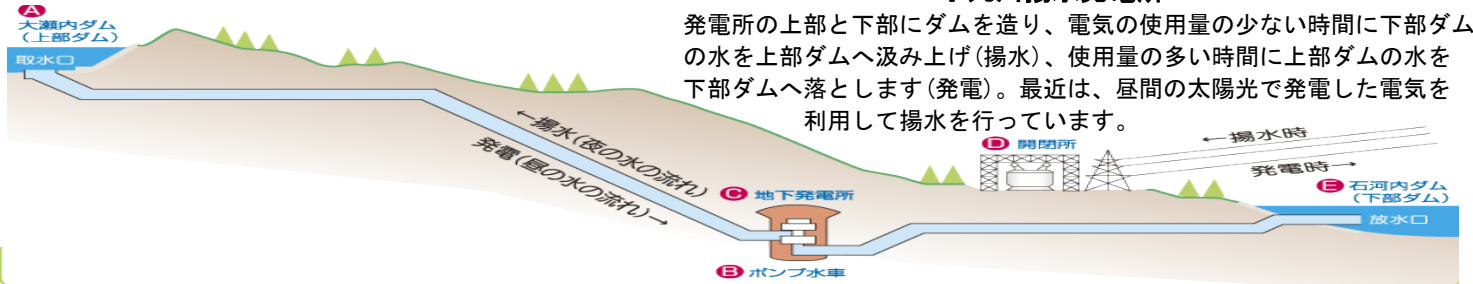 発電所の上部と下部にダムを造り、電気の使用量の少ない時間に下部ダム
の水を上部ダムへ汲み上げ(揚水)、使用量の多い時間に上部ダムの水を
下部ダムへ落とします(発電)。最近は、昼間の太陽光で発電した電気を
利用して揚水を行っています。
A
大瀬内ダム
(上部ダム)
取水口
←揚水(夜の水の流れ)
発電(昼の水の流れ)→
C 地下発電所
B ポンプ水車
D 開閉所
←揚水時
発電時→
E 石河内ダム
(下部ダム)
放水口